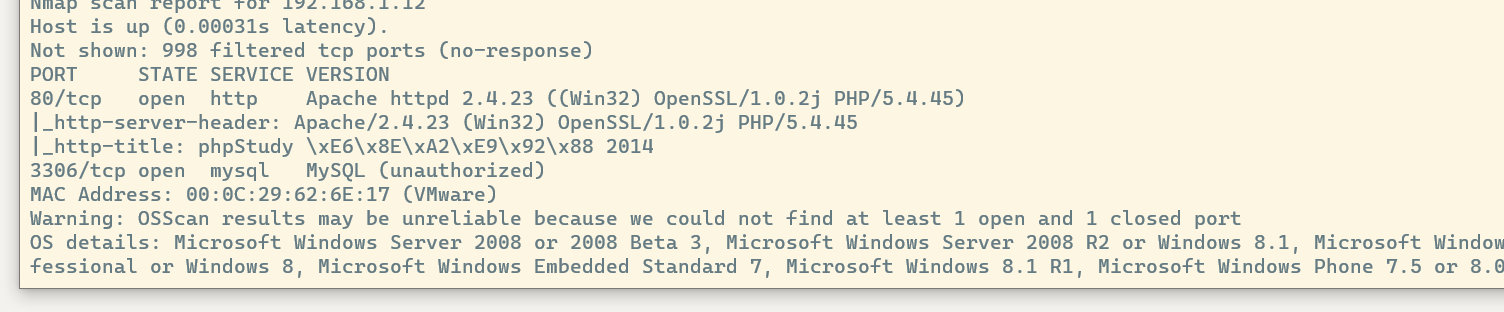 Nmap scan report for 192.168.1.12
Host is up (0.00031s latency).
Not shown: 998 filtered tcp ports (no-response)
PORT     STATE SERVICE VERSION
80/tcp   open  http    Apache httpd 2.4.23 ((Win32) OpenSSL/1.0.2j PHP/5.4.45)
|_http-server-header: Apache/2.4.23 (Win32) OpenSSL/1.0.2j PHP/5.4.45
|_http-title: phpStudy \xE6\x8E\xA2\xE9\x92\x88 2014
3306/tcp open  mysql   MySQL (unauthorized)
MAC Address: 00:0C:29:62:6E:17 (VMware)
Warning: OSScan results may be unreliable because we could not find at least 1 open and 1 closed port
OS details: Microsoft Windows Server 2008 or 2008 Beta 3, Microsoft Windows Server 2008 R2 or Windows 8.1, Microsoft Window
fessional or Windows 8, Microsoft Windows Embedded Standard 7, Microsoft Windows 8.1 R1, Microsoft Windows Phone 7.5 or 8.0